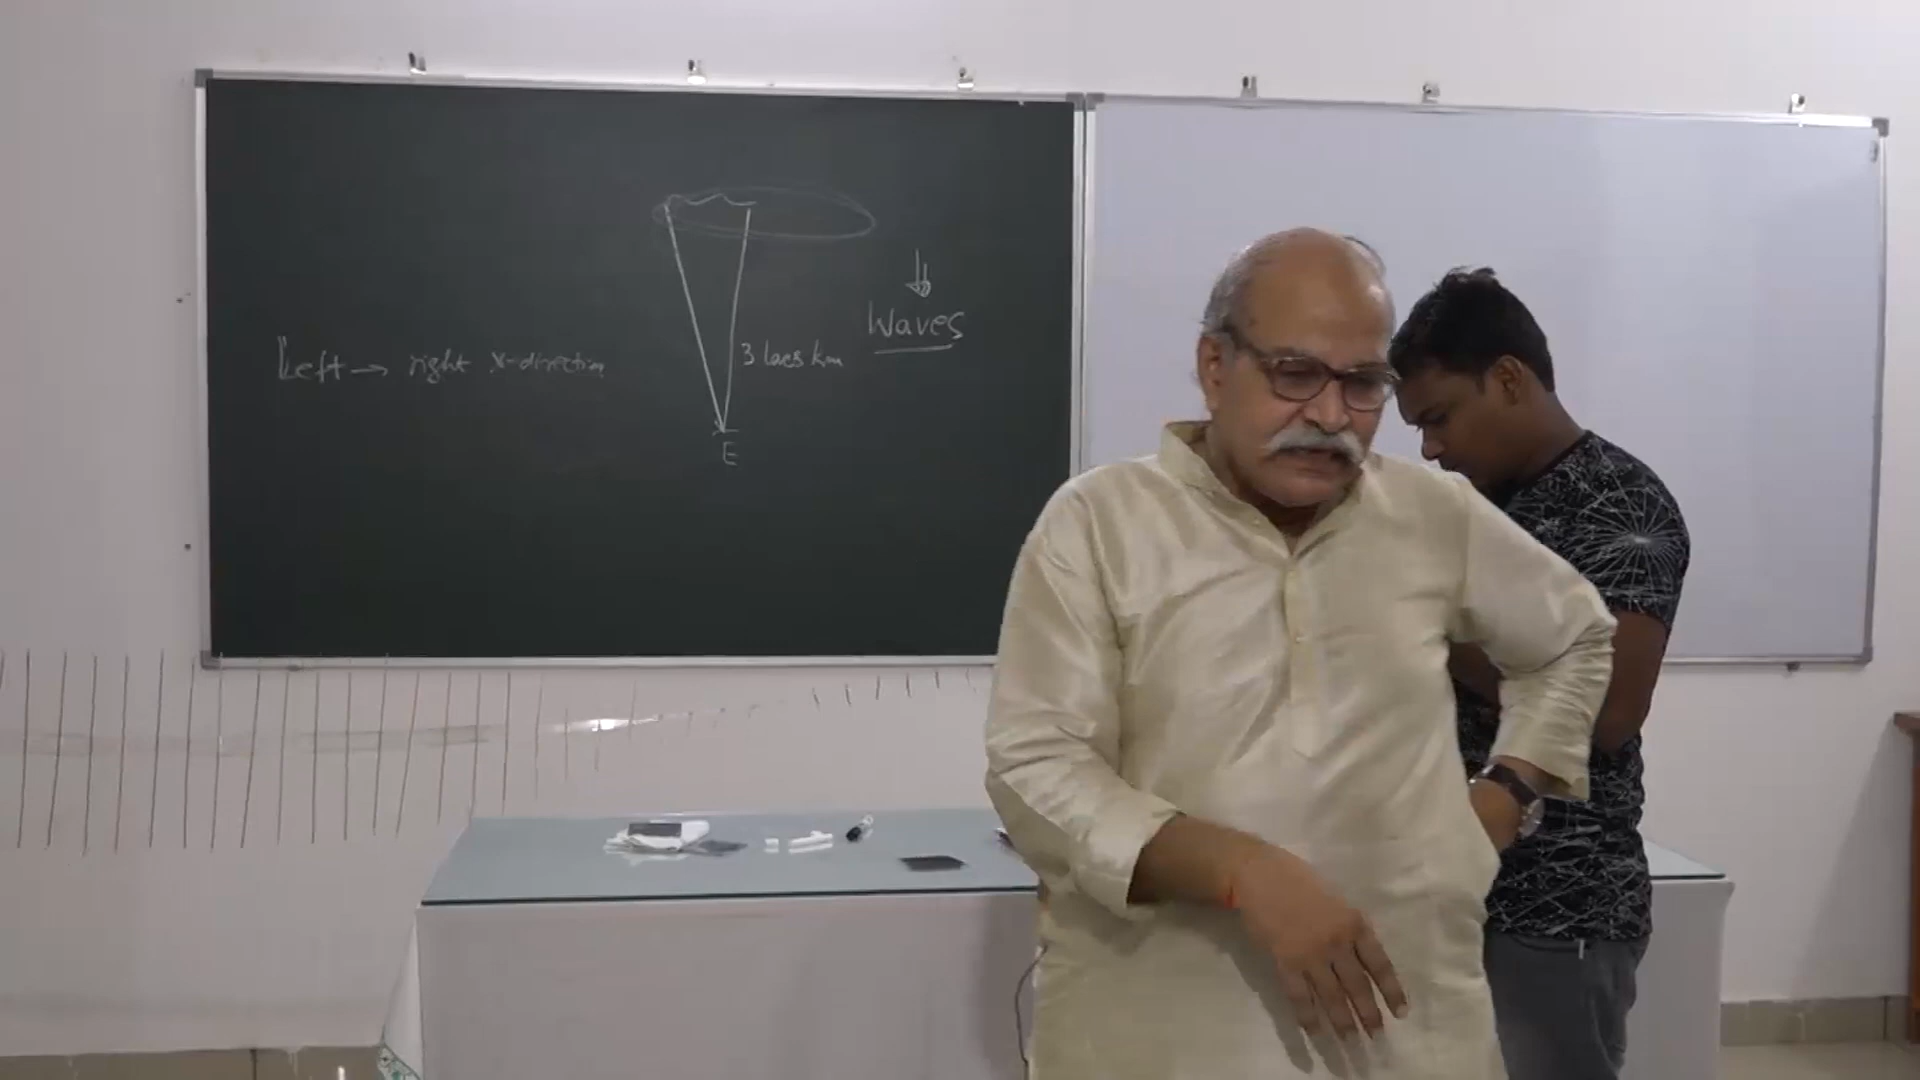 Waves
Left → right X-direction
3 lacs km
E